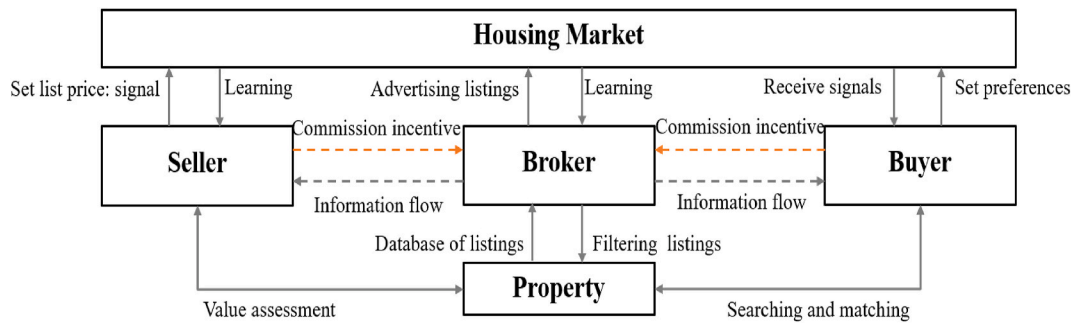 Housing Market
Set list price: signal
Learning
Advertising listings
Learning
Receive signals
Set preferences
Commission incentive
Commission incentive
Seller
Broker
Buyer
Information flow
Information flow
Database of listings
Filtering listings
Property
Value assessment
Searching and matching